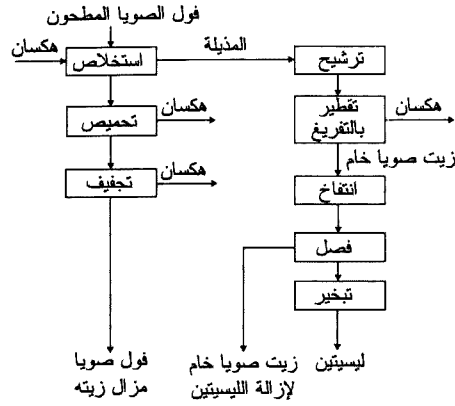 فول الصويا المطحون
هكسان
استخلاص
المذيلة
ترشيح
تحميص
هكسان
تقطير
بالتفريغ
هكسان
زيت صويا خام
تجفيف
هكسان
انتفاخ
فصل
تبخير
فول صويا
مزال زيته
زيت صويا خام
لإزالة الليسيتين
ليسيتين